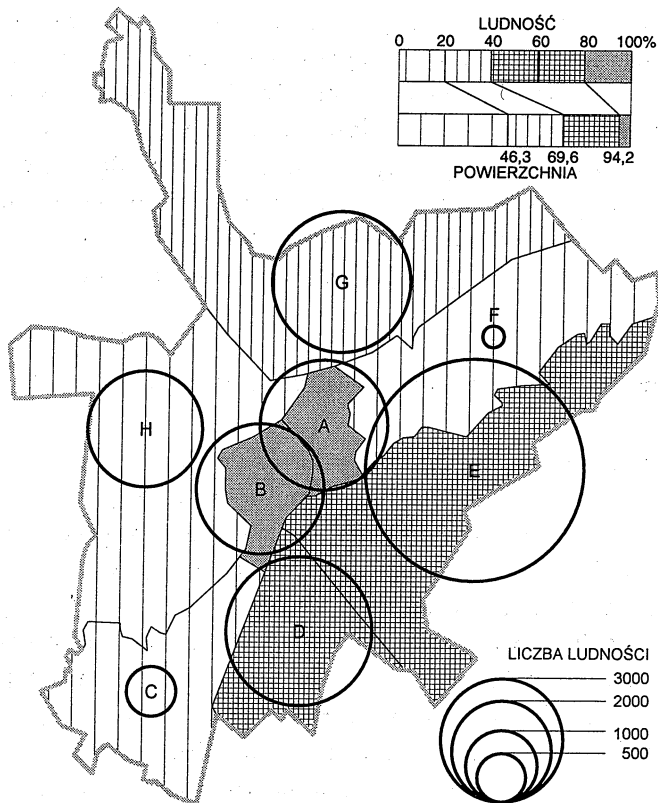 LUDNOŚĆ
0 20 40 60 80 100%
46,3 69,6 94,2
POWIERZCHNIA
G
F
H
A
B
E
D
C
LICZBA LUDNOŚCI
3000
2000
1000
500